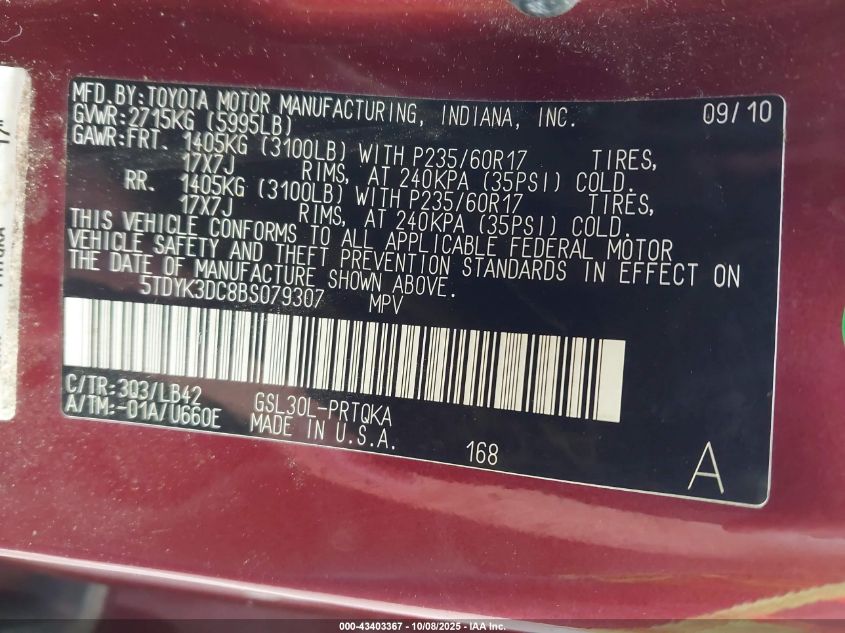 MFD.BY:TOYOTA MOTOR MANUFACTURING, INDIANA, INC. 09/10
GVWR:2715KG (5995LB)
GAWR:FRT. 1405KG (3100LB) WITH P235/60R17 TIRES,
17X7J RIMS, AT 240KPA (35PSI) COLD.
RR. 1405KG (3100LB) WITH P235/60R17 TIRES,
17X7J RIMS, AT 240KPA (35PSI) COLD.
THIS VEHICLE CONFORMS TO ALL APPLICABLE FEDERAL MOTOR
VEHICLE SAFETY AND THEFT PREVENTION STANDARDS IN EFFECT ON
THE DATE OF MANUFACTURE SHOWN ABOVE.
5TDYK3DC8BS079307 MPV
C/TR:3Q3/LB42 GSL30L-PRTQKA
A/TM:-01A/U660E MADE IN U.S.A.
168 A
17"
000-43403367 - 10/08/2025 - IAA Inc.